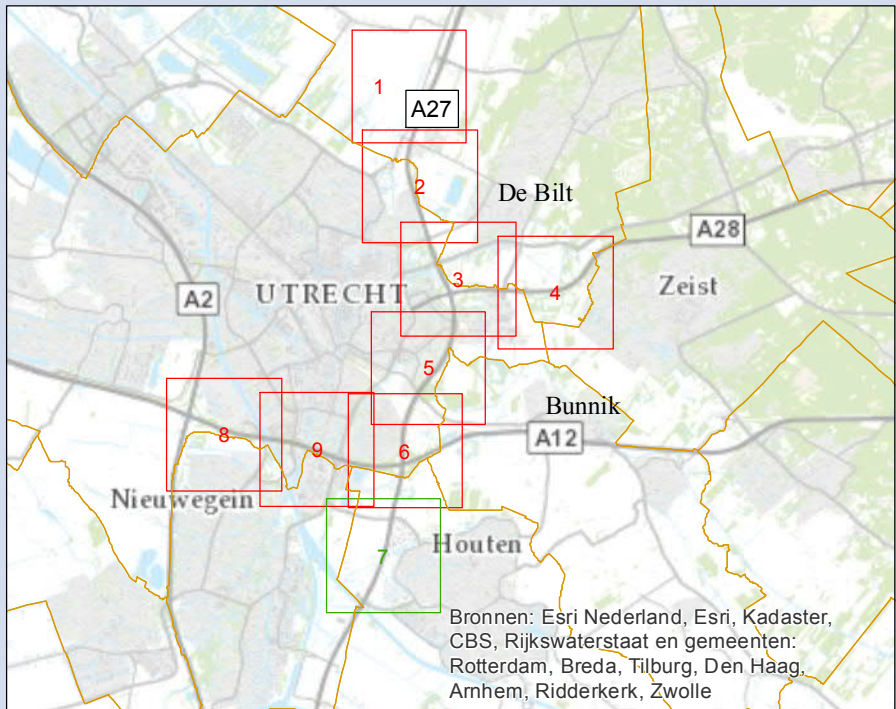 1
A27
2
De Bilt
A28
3
4
UTRECHT
Zeist
A2
5
Bunnik
8
9
6
A12
Nieuwegein
Houten
7
Bronnen: Esri Nederland, Esri, Kadaster,
CBS, Rijkswaterstaat en gemeenten:
Rotterdam, Breda, Tilburg, Den Haag,
Arnhem, Ridderkerk, Zwolle